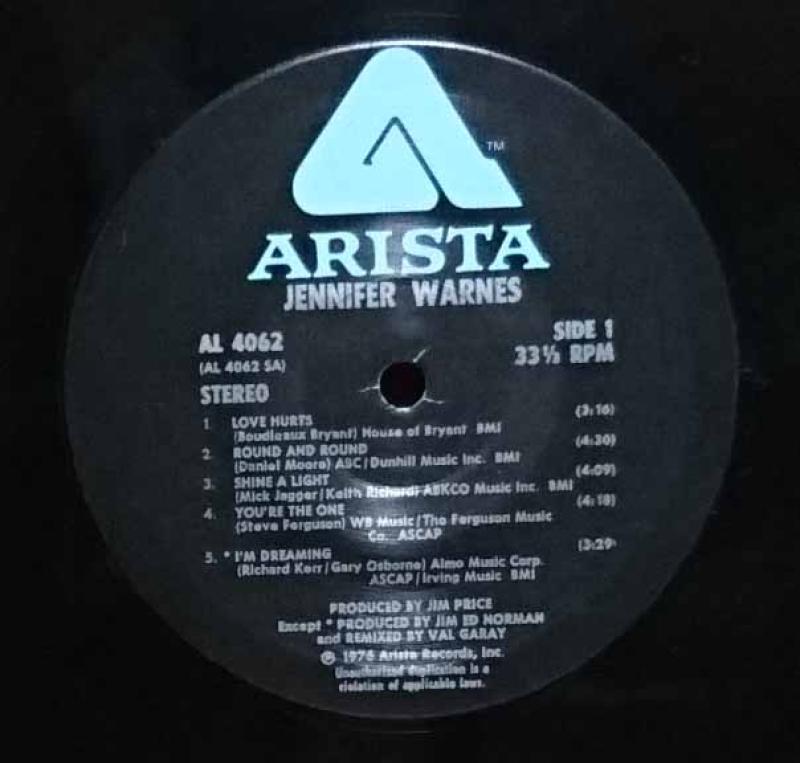 TM
ARISTA
JENNIFER WARNES
AL 4062
(AL 4062 SA)
STEREO
SIDE 1
33⅓ RPM
1 LOVE HURTS (3:16)
(Boudleaux Bryant) House of Bryant BMI
2. ROUND AND ROUND (4:30)
(Daniel Moore) ABC/Dunhill Music Inc. BMI
3. SHINE A LIGHT (4:09)
(Mick Jagger/Keith Richard) ABKCO Music Inc. BMI
4. YOU'RE THE ONE (4:18)
(Steve Ferguson) WB Music/The Ferguson Music
Co. ASCAP
5. * I'M DREAMING (3:29)
(Richard Kerr/Gary Osborne) Almo Music Corp.
ASCAP/Irving Music BMI
PRODUCED BY JIM PRICE
Except * PRODUCED BY JIM ED NORMAN
and REMIXED BY VAL GARAY
℗ 1976 Arista Records, Inc.
Unauthorized duplication is a
violation of applicable laws.